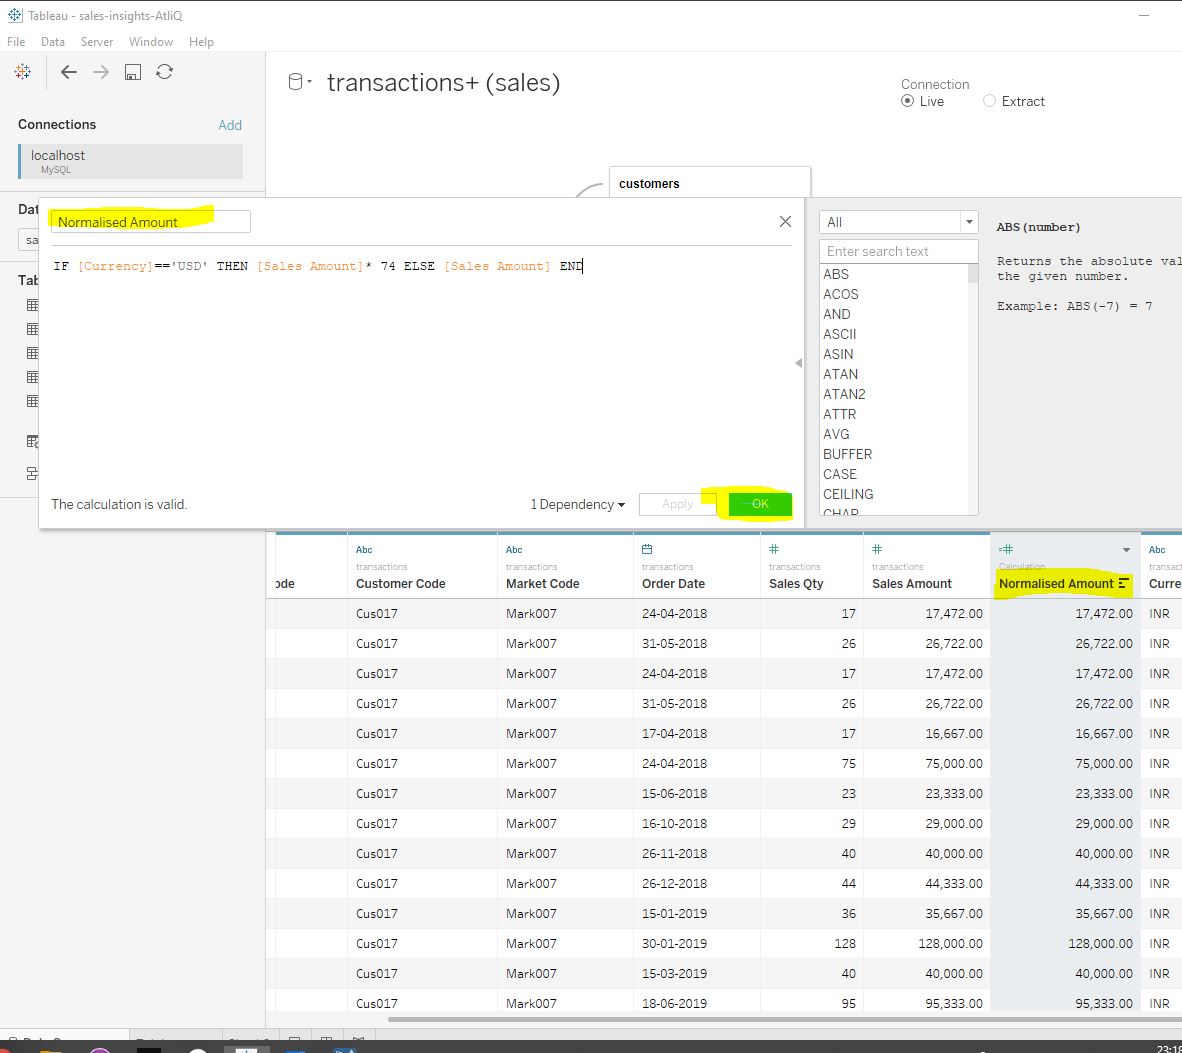 Tableau - sales-insights-AtliQ
File Data Server Window Help
transactions+ (sales)
Connection
Live Extract
Connections Add
localhost
MySQL
customers
Dat
sa
Tab
Normalised Amount
IF [Currency]=='USD' THEN [Sales Amount]* 74 ELSE [Sales Amount] END
The calculation is valid.
1 Dependency
Apply
OK
All
Enter search text
ABS
ACOS
AND
ASCII
ASIN
ATAN
ATAN2
ATTR
AVG
BUFFER
CASE
CEILING
CHAR
ABS(number)
Returns the absolute val
the given number.
Example: ABS(-7) = 7
Abc Abc # # =# Abc
transactions transactions transactions transactions transactions Calculation transact
ode Customer Code Market Code Order Date Sales Qty Sales Amount Normalised Amount Curre
Cus017 Mark007 24-04-2018 17 17,472.00 17,472.00 INR
Cus017 Mark007 31-05-2018 26 26,722.00 26,722.00 INR
Cus017 Mark007 24-04-2018 17 17,472.00 17,472.00 INR
Cus017 Mark007 31-05-2018 26 26,722.00 26,722.00 INR
Cus017 Mark007 17-04-2018 17 16,667.00 16,667.00 INR
Cus017 Mark007 24-04-2018 75 75,000.00 75,000.00 INR
Cus017 Mark007 15-06-2018 23 23,333.00 23,333.00 INR
Cus017 Mark007 16-10-2018 29 29,000.00 29,000.00 INR
Cus017 Mark007 26-11-2018 40 40,000.00 40,000.00 INR
Cus017 Mark007 26-12-2018 44 44,333.00 44,333.00 INR
Cus017 Mark007 15-01-2019 36 35,667.00 35,667.00 INR
Cus017 Mark007 30-01-2019 128 128,000.00 128,000.00 INR
Cus017 Mark007 15-03-2019 40 40,000.00 40,000.00 INR
Cus017 Mark007 18-06-2019 95 95,333.00 95,333.00 INR
23:18